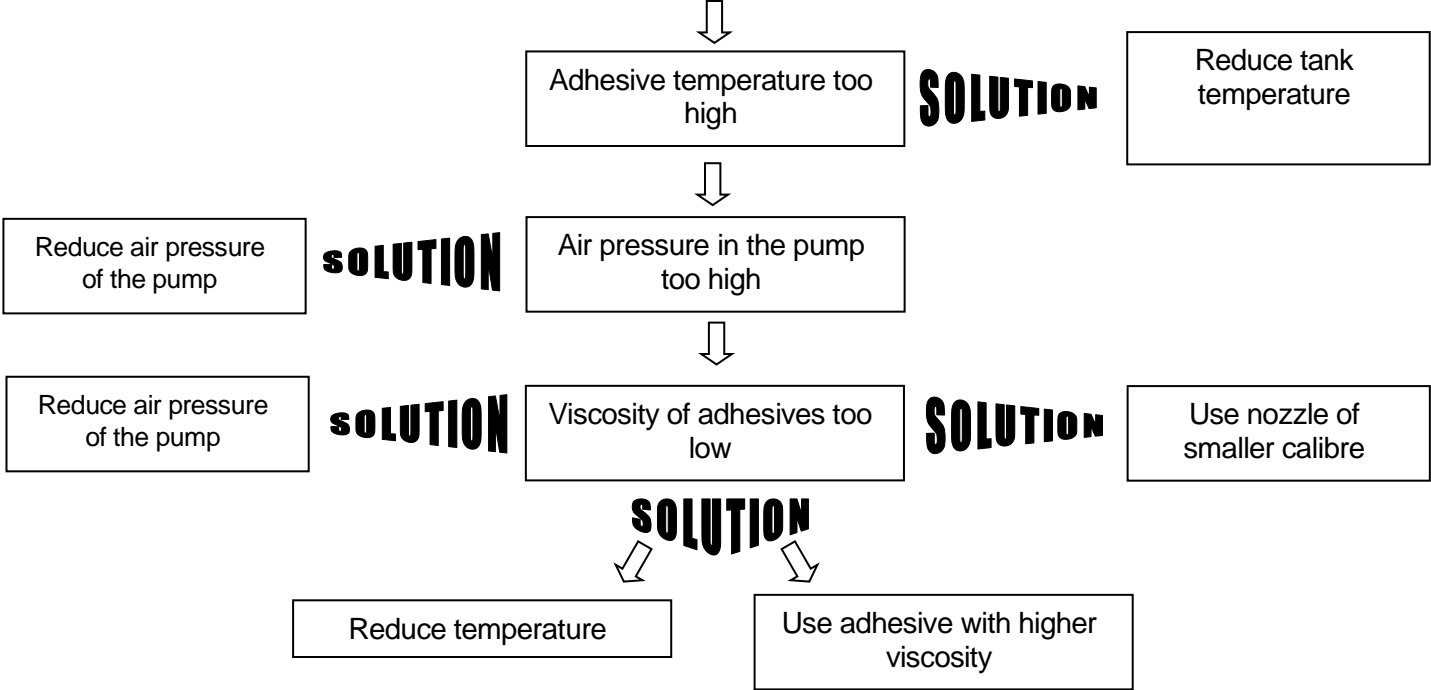 Adhesive temperature too
high
SOLUTION
Reduce tank
temperature
Reduce air pressure
of the pump
SOLUTION
Air pressure in the pump
too high
Reduce air pressure
of the pump
SOLUTION
Viscosity of adhesives too
low
SOLUTION
Use nozzle of
smaller calibre
SOLUTION
Reduce temperature
Use adhesive with higher
viscosity